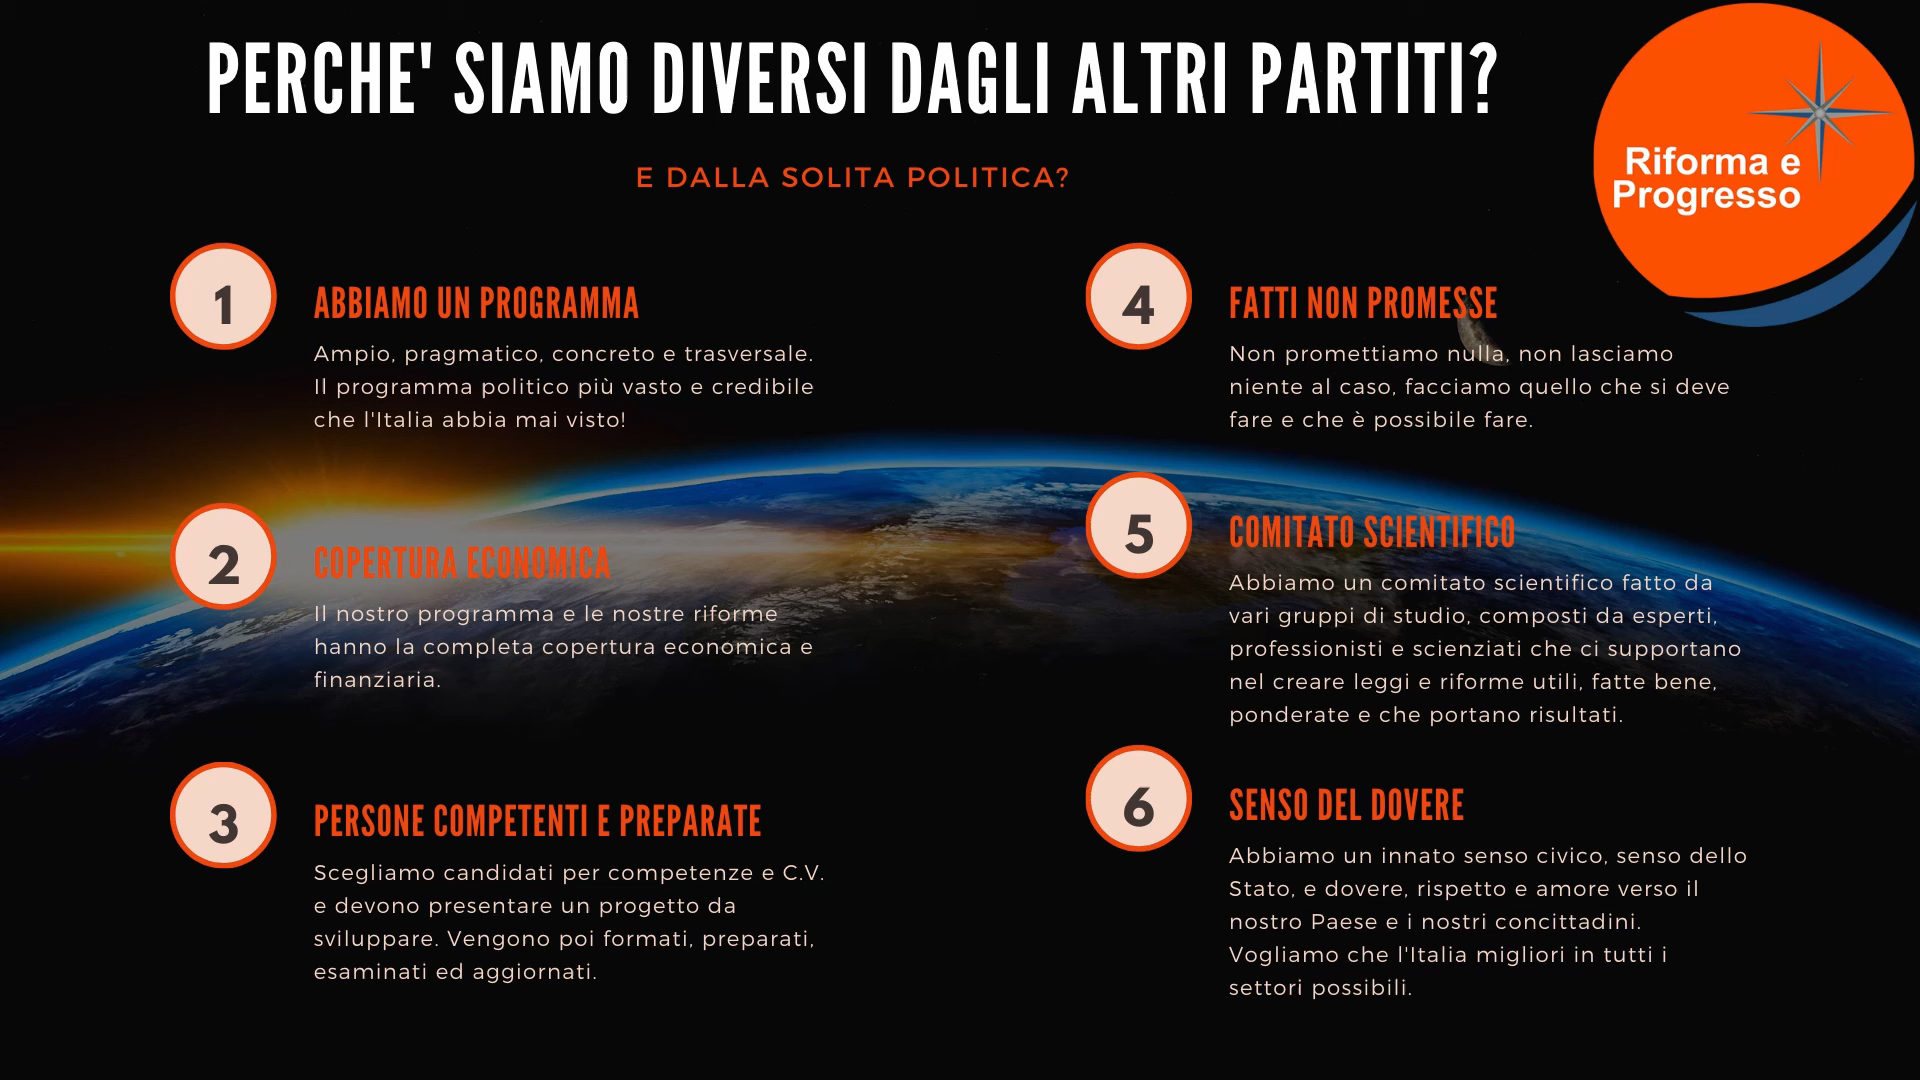 PERCHE' SIAMO DIVERSI DAGLI ALTRI PARTITI?
E DALLA SOLITA POLITICA?
Riforma e
Progresso
1
ABBIAMO UN PROGRAMMA
Ampio, pragmatico, concreto e trasversale.
Il programma politico più vasto e credibile
che l'Italia abbia mai visto!
2
COPERTURA ECONOMICA
Il nostro programma e le nostre riforme
hanno la completa copertura economica e
finanziaria.
3
PERSONE COMPETENTI E PREPARATE
Scegliamo candidati per competenze e C.V.
e devono presentare un progetto da
sviluppare. Vengono poi formati, preparati,
esaminati ed aggiornati.
4
FATTI NON PROMESSE
Non promettiamo nulla, non lasciamo
niente al caso, facciamo quello che si deve
fare e che è possibile fare.
5
COMITATO SCIENTIFICO
Abbiamo un comitato scientifico fatto da
vari gruppi di studio, composti da esperti,
professionisti e scienziati che ci supportano
nel creare leggi e riforme utili, fatte bene,
ponderate e che portano risultati.
6
SENSO DEL DOVERE
Abbiamo un innato senso civico, senso dello
Stato, e dovere, rispetto e amore verso il
nostro Paese e i nostri concittadini.
Vogliamo che l'Italia migliori in tutti i
settori possibili.